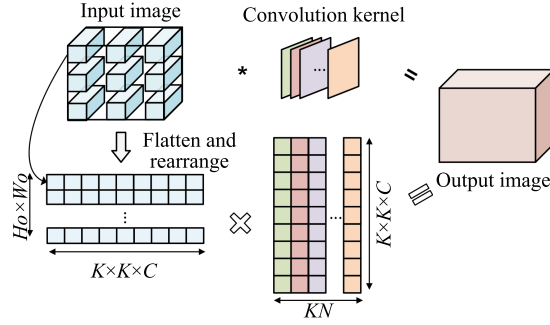 Input image
Convolution kernel
*
...
=
Flatten and
rearrange
Output image
Ho×Wo
...
×
...
K×K×C
=
K×K×C
KN